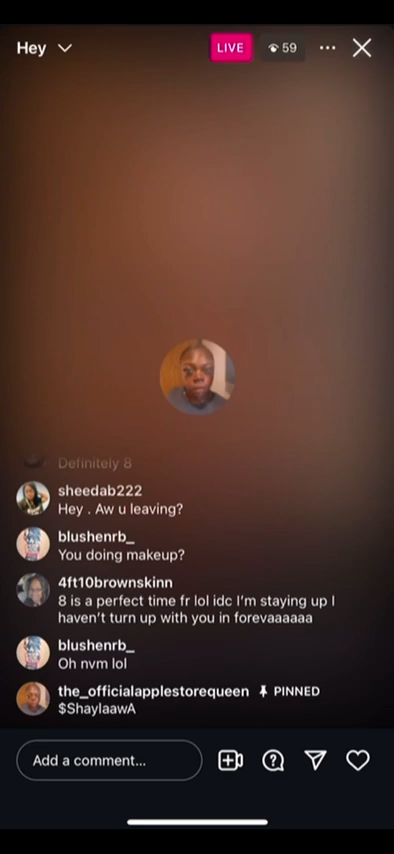 Hey
LIVE
59
Definitely 8
sheedab222
Hey . Aw u leaving?
blushenrb_
You doing makeup?
4ft10brownskinn
8 is a perfect time fr lol idc I'm staying up I
haven't turn up with you in forevaaaaaa
blushenrb_
Oh nvm lol
the_officialapplestorequeen PINNED
$ShaylaawA
Add a comment...